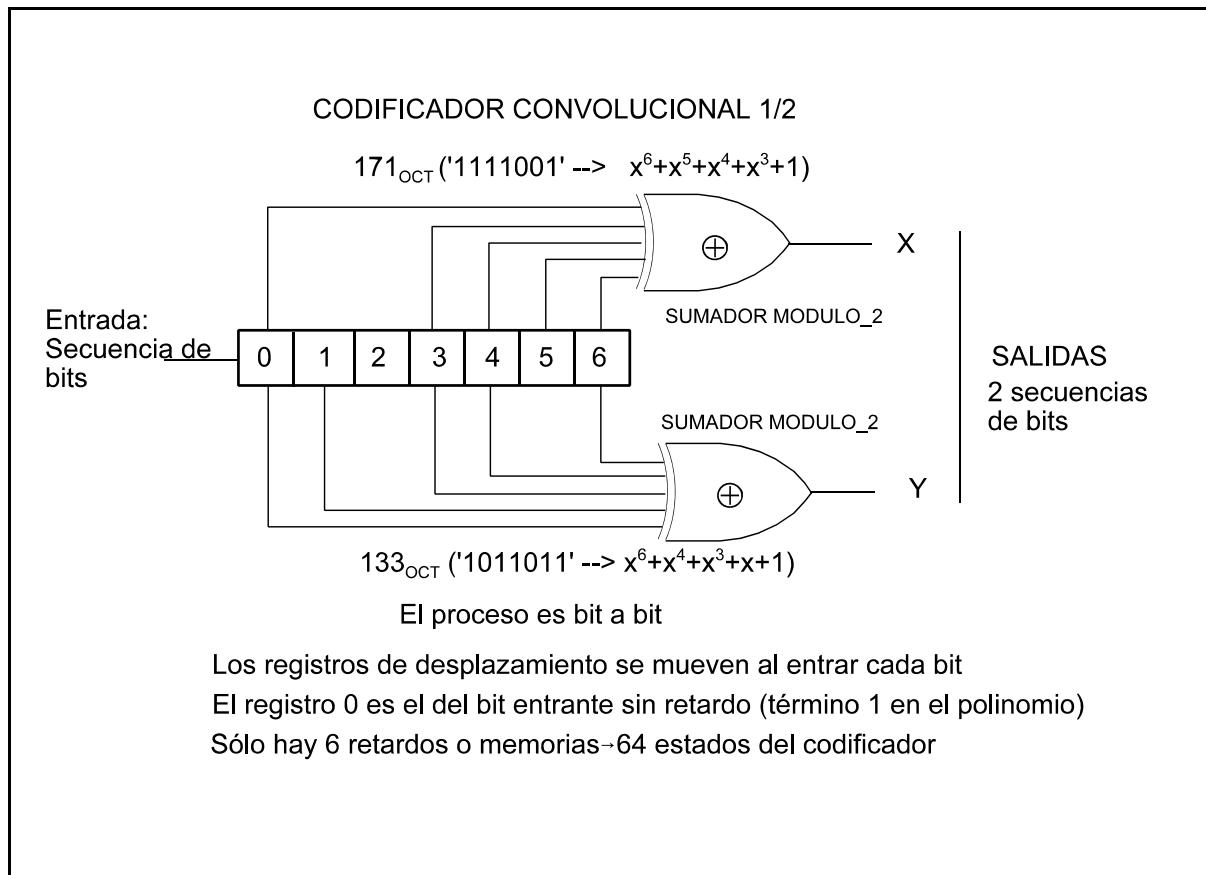 CODIFICADOR CONVOLUCIONAL 1/2
171OCT ('1111001' --> x⁶+x⁵+x⁴+x³+1)
X
SUMADOR MODULO_2
Entrada:
Secuencia de
bits
0 1 2 3 4 5 6
SALIDAS
2 secuencias
de bits
SUMADOR MODULO_2
Y
133OCT ('1011011' --> x⁶+x⁴+x³+x+1)
El proceso es bit a bit
Los registros de desplazamiento se mueven al entrar cada bit
El registro 0 es el del bit entrante sin retardo (término 1 en el polinomio)
Sólo hay 6 retardos o memorias→64 estados del codificador